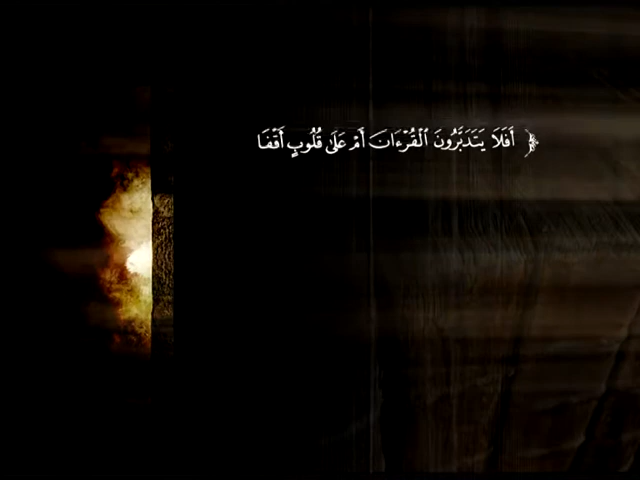 ﴿ أَفَلَا يَتَدَبَّرُونَ ٱلْقُرْءَانَ أَمْ عَلَىٰ قُلُوبٍ أَقْفَا